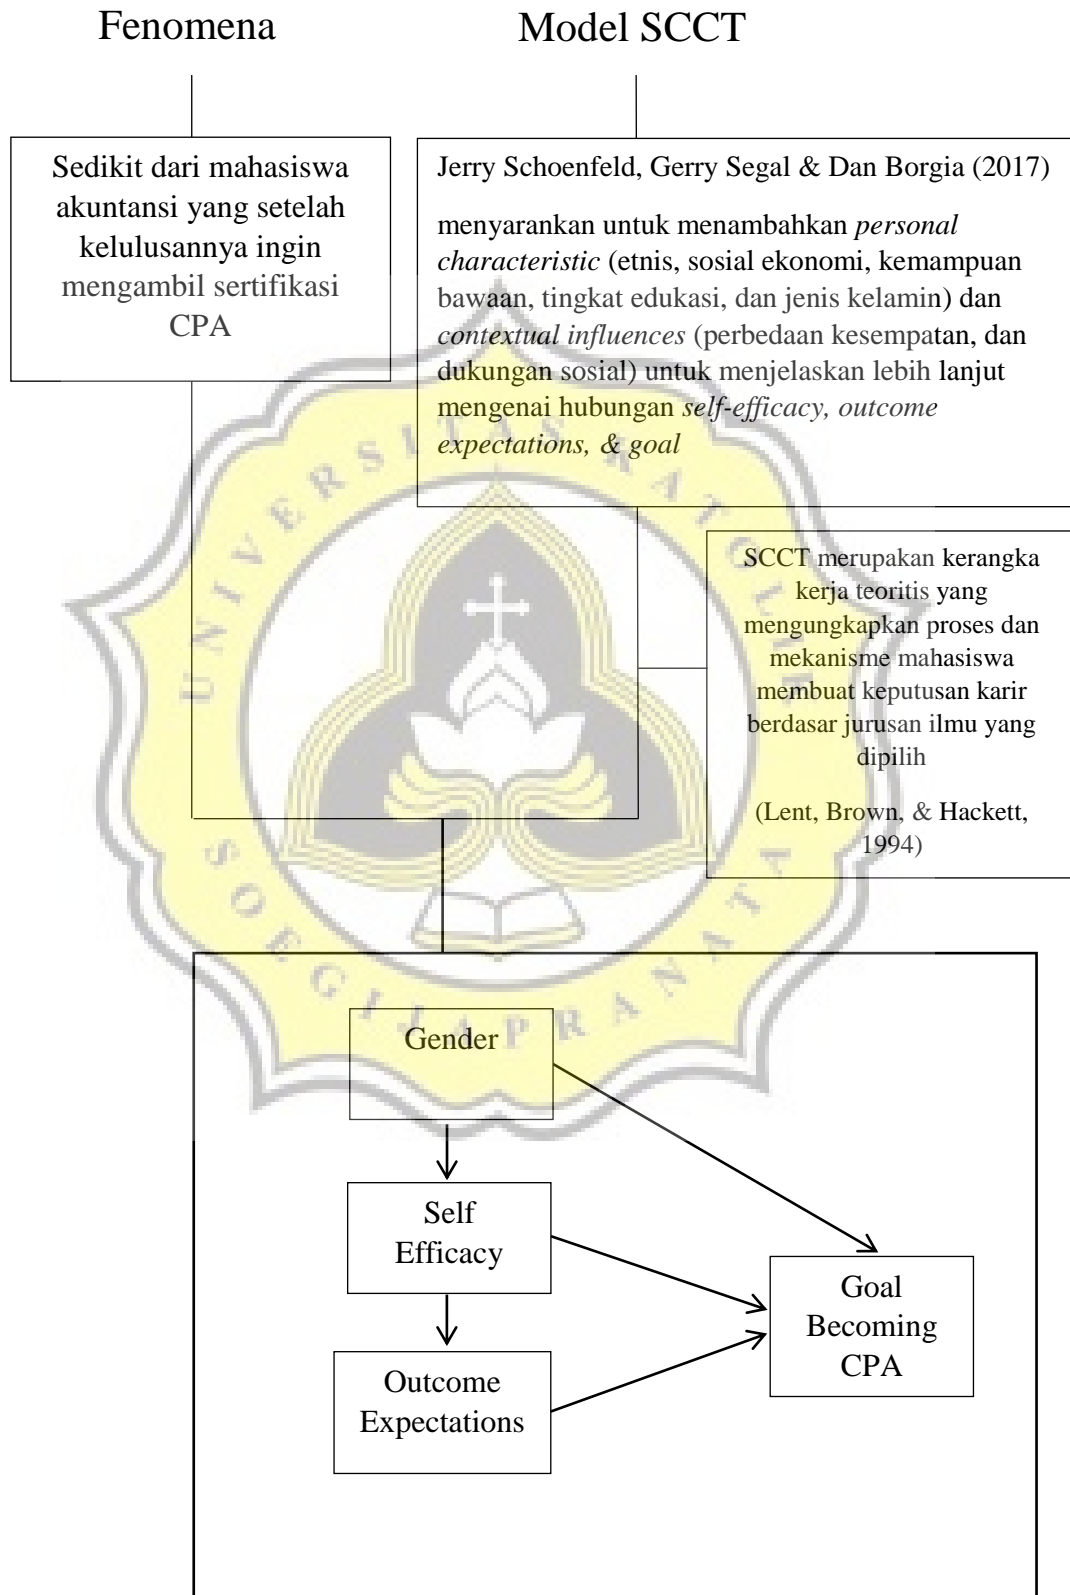 Fenomena
Model SCCT
Sedikit dari mahasiswa
akuntansi yang setelah
kelulusannya ingin
mengambil sertifikasi
CPA
Jerry Schoenfeld, Gerry Segal & Dan Borgia (2017)
menyarankan untuk menambahkan personal
characteristic (etnis, sosial ekonomi, kemampuan
bawaan, tingkat edukasi, dan jenis kelamin) dan
contextual influences (perbedaan kesempatan, dan
dukungan sosial) untuk menjelaskan lebih lanjut
mengenai hubungan self-efficacy, outcome
expectations, & goal
SCCT merupakan kerangka
kerja teoritis yang
mengungkapkan proses dan
mekanisme mahasiswa
membuat keputusan karir
berdasar jurusan ilmu yang
dipilih
(Lent, Brown, & Hackett,
1994)
UNIVERSITAS KATOLIK
SOEGIJAPRANATA
Gender
Self
Efficacy
Outcome
Expectations
Goal
Becoming
CPA